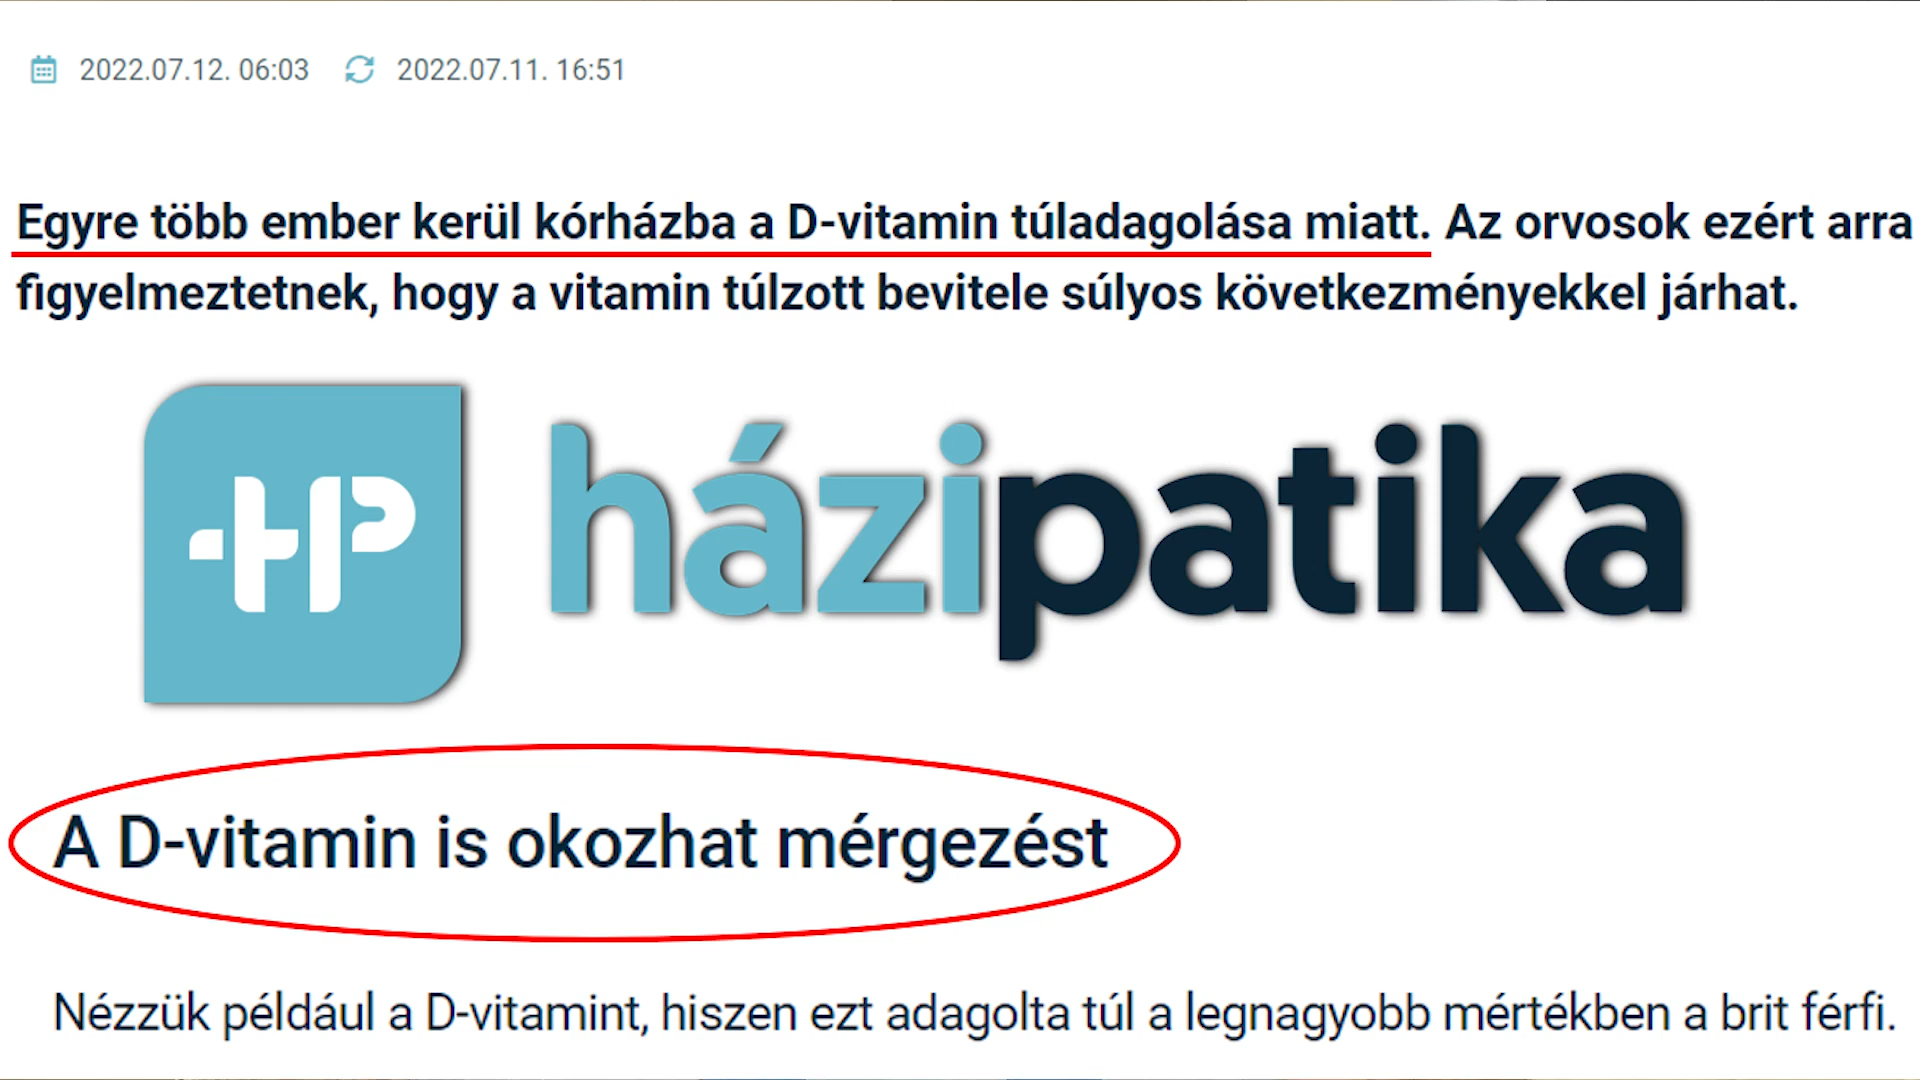 2022.07.12. 06:03 2022.07.11. 16:51
Egyre több ember kerül kórházba a D-vitamin túladagolása miatt. Az orvosok ezért arra
figyelmeztetnek, hogy a vitamin túlzott bevitele súlyos következményekkel járhat.
HP házipatika
A D-vitamin is okozhat mérgezést
Nézzük például a D-vitamint, hiszen ezt adagolta túl a legnagyobb mértékben a brit férfi.